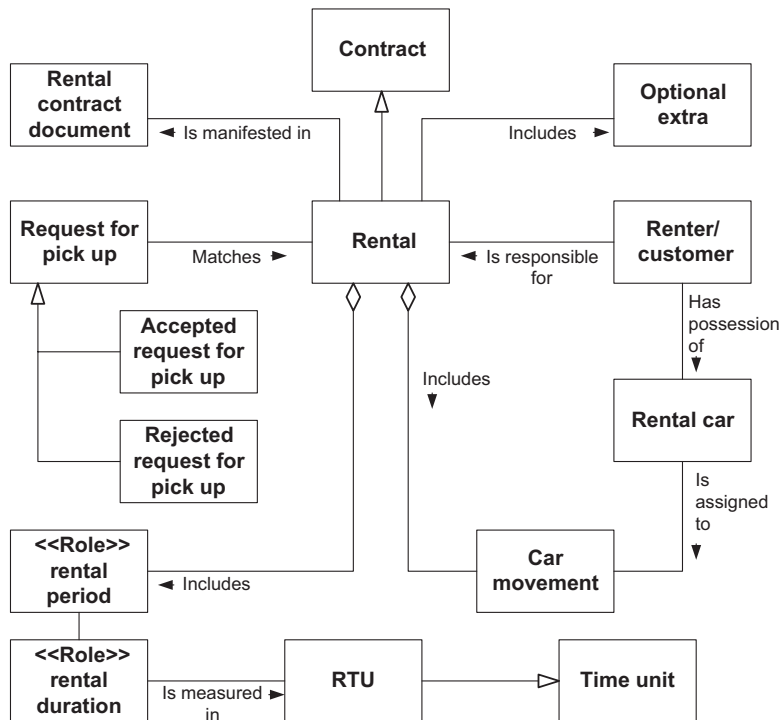 Contract
Rental
contract
document
Optional
extra
Is manifested in
Includes
Request for
pick up
Rental
Renter/
customer
Matches
Is responsible
for
Has
possession
of
Accepted
request for
pick up
Includes
Rental car
Rejected
request for
pick up
Is
assigned
to
<<Role>>
rental
period
Includes
Car
movement
<<Role>>
rental
duration
Is measured
in
RTU
Time unit